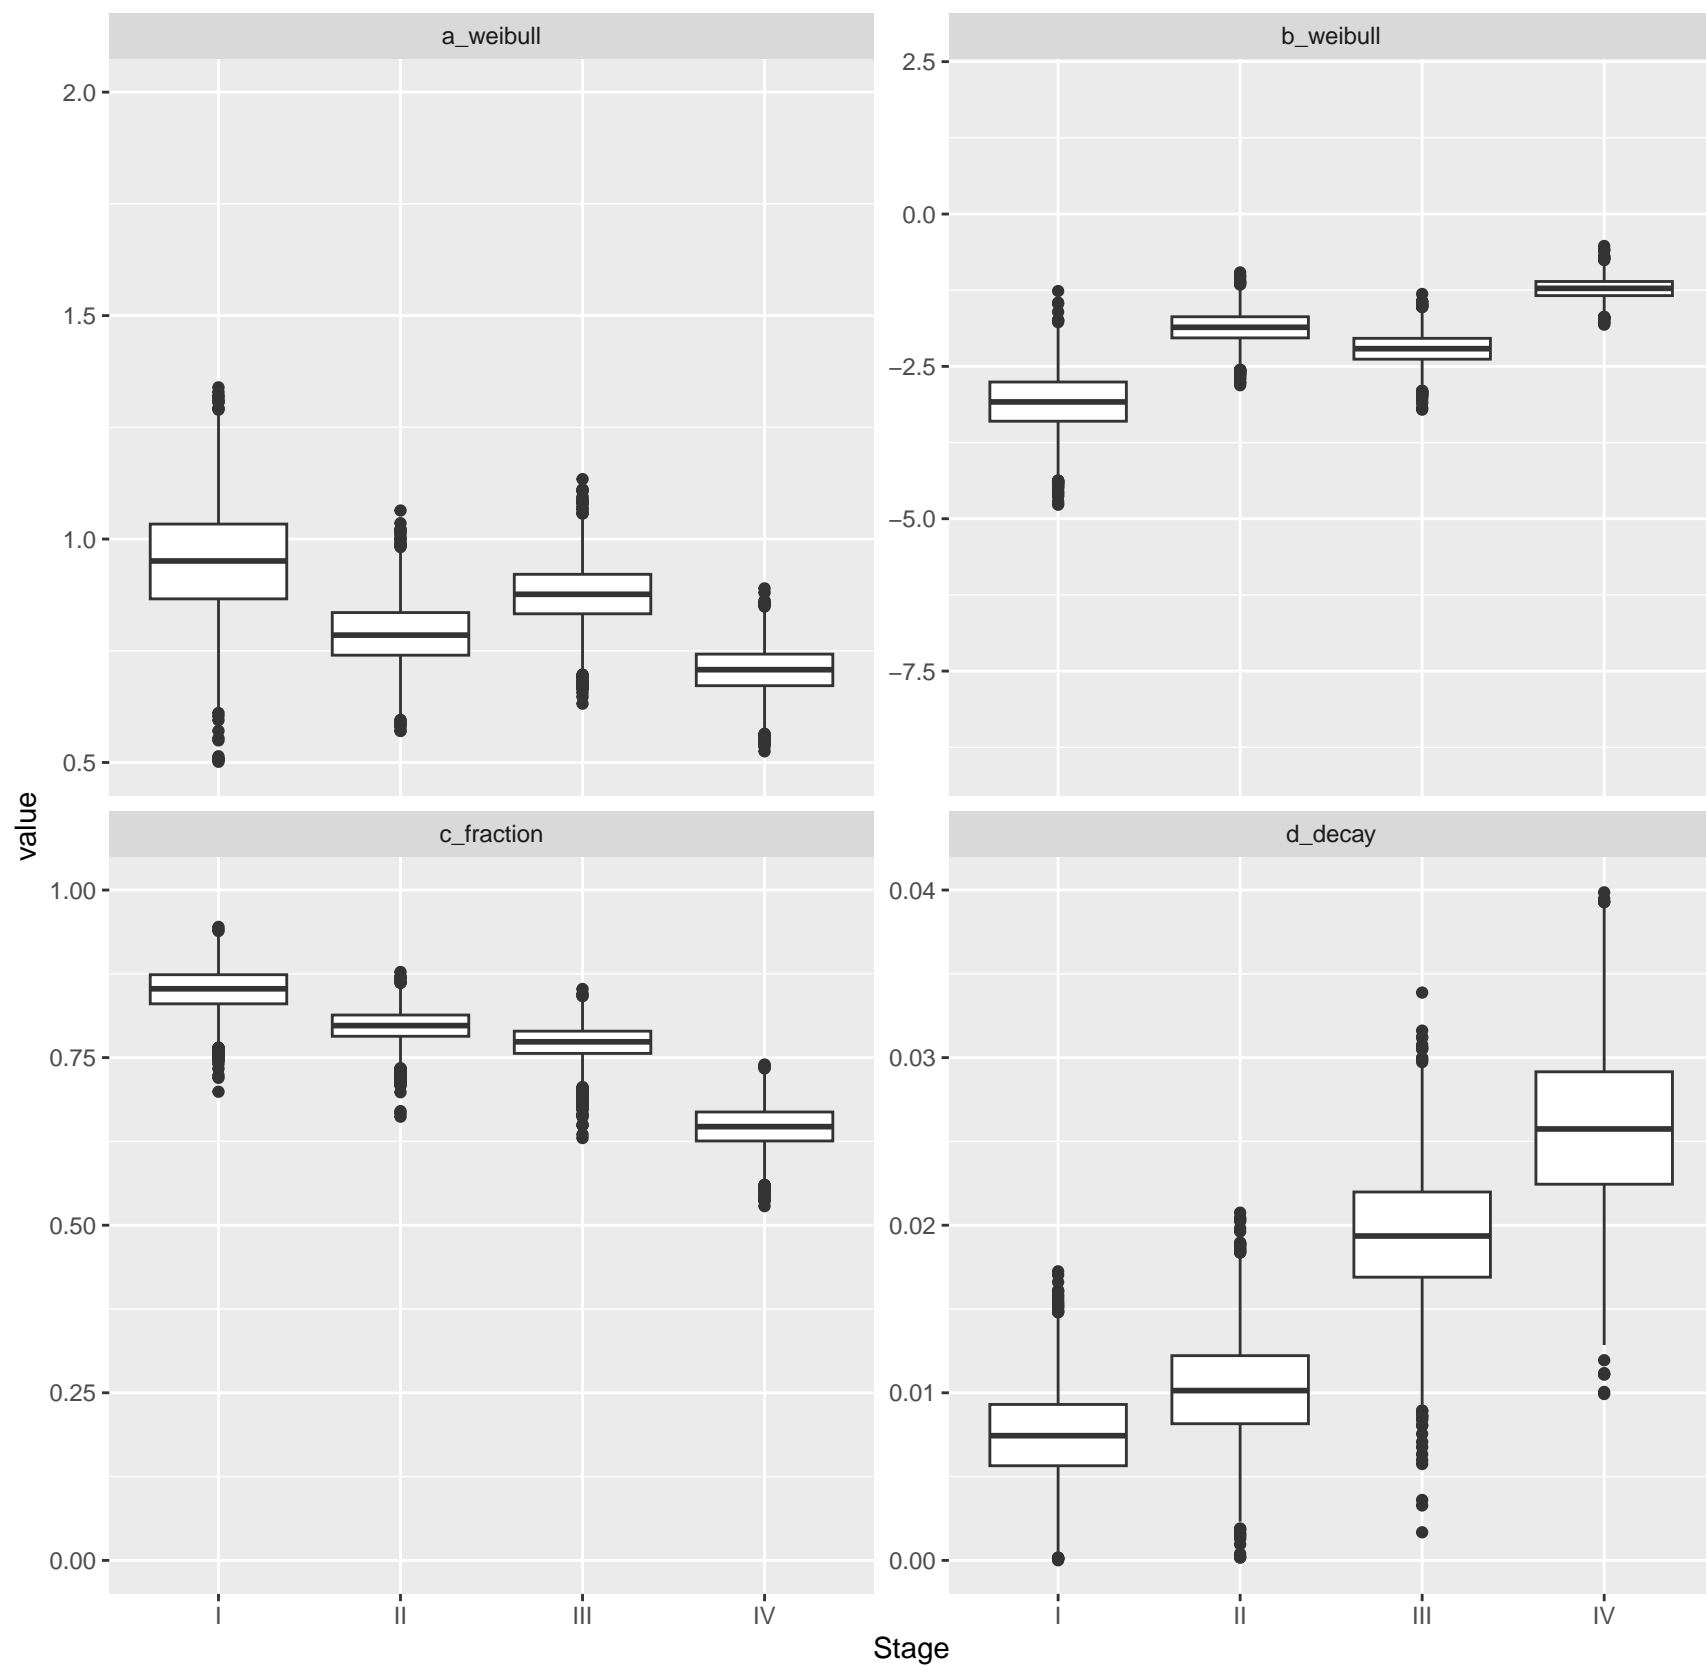 a_weibull
b_weibull
2.0
1.5
1.0
0.5
2.5
0.0
−2.5
−5.0
−7.5
value
c_fraction
d_decay
1.00
0.75
0.50
0.25
0.00
0.04
0.03
0.02
0.01
0.00
I II III IV
I II III IV
Stage